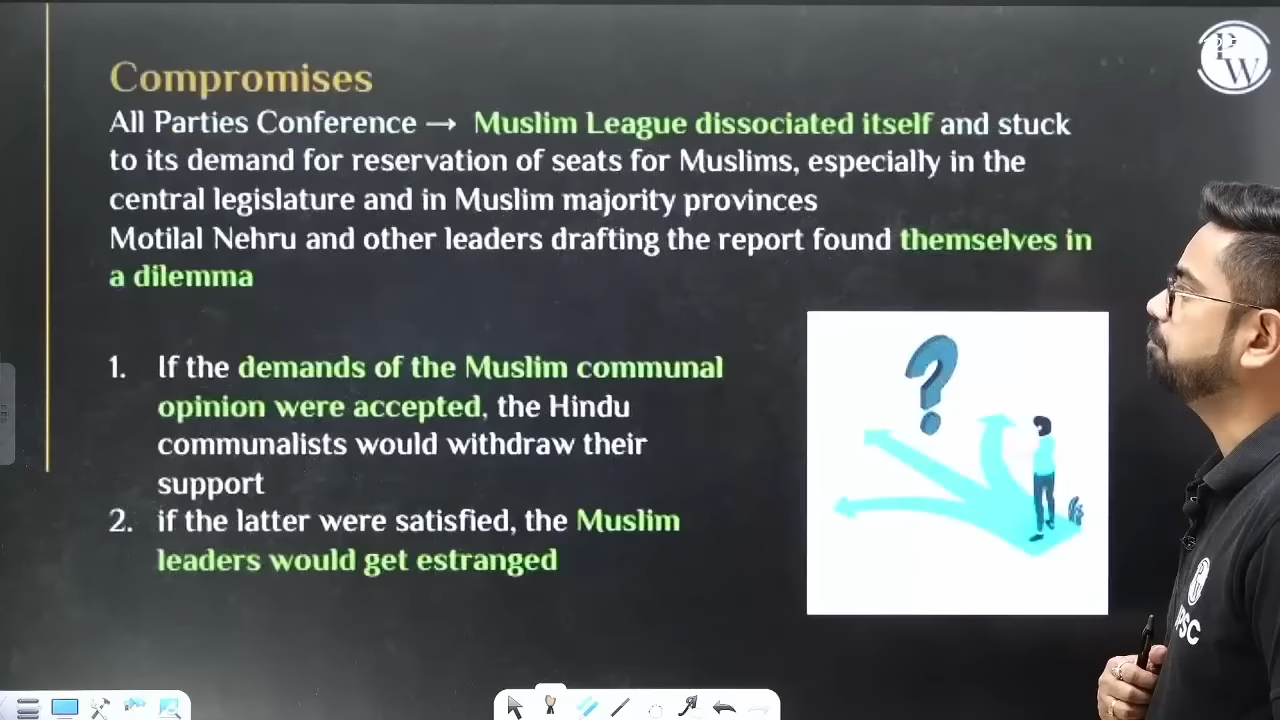 Compromises
All Parties Conference → Muslim League dissociated itself and stuck
to its demand for reservation of seats for Muslims, especially in the
central legislature and in Muslim majority provinces
Motilal Nehru and other leaders drafting the report found themselves in
a dilemma
1. If the demands of the Muslim communal
opinion were accepted, the Hindu
communalists would withdraw their
support
2. if the latter were satisfied, the Muslim
leaders would get estranged
?
PW
PSC